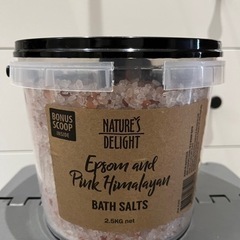 BONUS
SCOOP
INSIDE
NATURE'S
DELIGHT
Epsom and
Pink Himalayan
BATH SALTS
2.5KG net